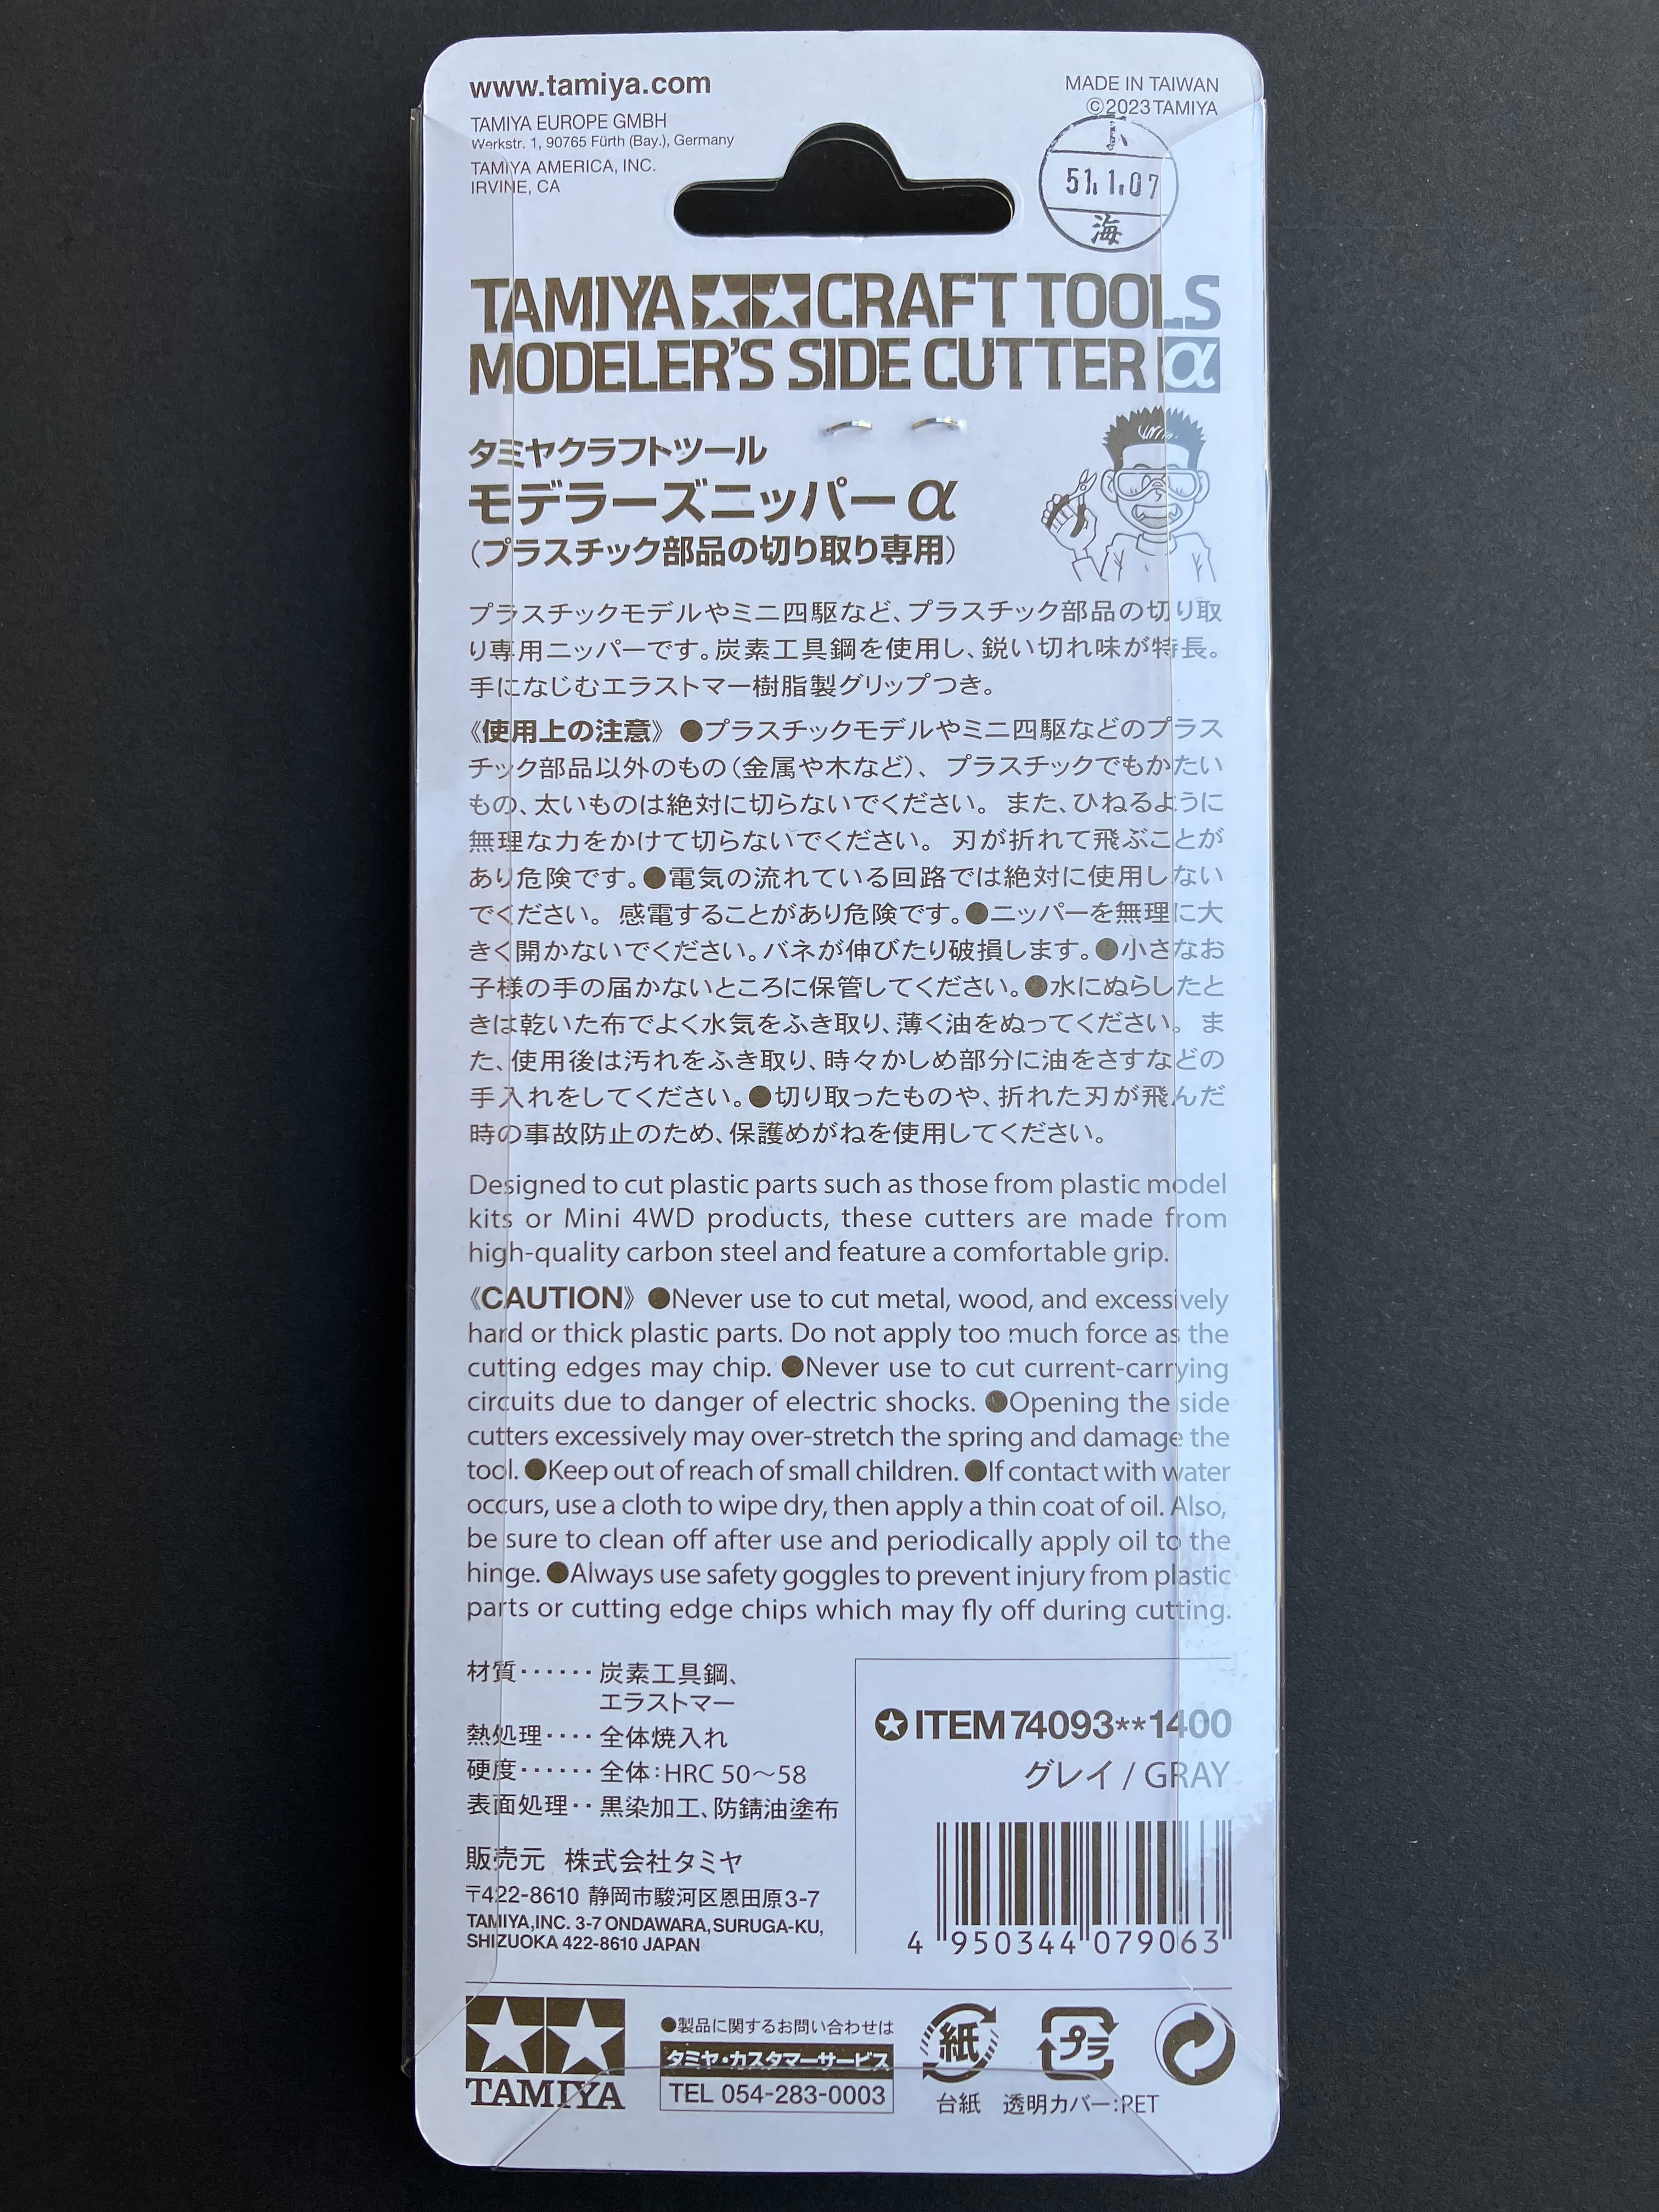 www.tamiya.com
TAMIYA EUROPE GMBH
Werkstr. 1, 90765 Fürth (Bay.), Germany
TAMIYA AMERICA, INC.
IRVINE, CA
MADE IN TAIWAN
©2023 TAMIYA
51.1.07
海
TAMIYA CRAFT TOOLS
MODELER'S SIDE CUTTER α
タミヤクラフトツール
モデラーズニッパーα
（プラスチック部品の切り取り専用）
プラスチックモデルやミニ四駆など、プラスチック部品の切り取
り専用ニッパーです。炭素工具鋼を使用し、鋭い切れ味が特長。
手になじむエラストマー樹脂製グリップつき。
《使用上の注意》 ●プラスチックモデルやミニ四駆などのプラス
チック部品以外のもの（金属や木など）、プラスチックでもかたい
もの、太いものは絶対に切らないでください。また、ひねるように
無理な力をかけて切らないでください。刃が折れて飛ぶことが
あり危険です。●電気の流れている回路では絶対に使用しない
でください。感電することがあり危険です。●ニッパーを無理に大
きく開かないでください。バネが伸びたり破損します。●小さなお
子様の手の届かないところに保管してください。●水にぬらしたと
きは乾いた布でよく水気をふき取り、薄く油をぬってください。ま
た、使用後は汚れをふき取り、時々かしめ部分に油をさすなどの
手入れをしてください。●切り取ったものや、折れた刃が飛んだ
時の事故防止のため、保護めがねを使用してください。
Designed to cut plastic parts such as those from plastic model
kits or Mini 4WD products, these cutters are made from
high-quality carbon steel and feature a comfortable grip.
《CAUTION》 ●Never use to cut metal, wood, and excessively
hard or thick plastic parts. Do not apply too much force as the
cutting edges may chip. ●Never use to cut current-carrying
circuits due to danger of electric shocks. ●Opening the side
cutters excessively may over-stretch the spring and damage the
tool. ●Keep out of reach of small children. ●If contact with water
occurs, use a cloth to wipe dry, then apply a thin coat of oil. Also,
be sure to clean off after use and periodically apply oil to the
hinge. ●Always use safety goggles to prevent injury from plastic
parts or cutting edge chips which may fly off during cutting.
材質‥‥‥炭素工具鋼、
エラストマー
熱処理‥‥全体焼入れ
硬度‥‥‥全体：HRC 50～58
表面処理‥黒染加工、防錆油塗布
販売元 株式会社タミヤ
〒422-8610 静岡市駿河区恩田原3-7
TAMIYA,INC. 3-7 ONDAWARA, SURUGA-KU,
SHIZUOKA 422-8610 JAPAN
✪ITEM 74093**1400
グレイ / GRAY
4 950344 079063
TAMIYA
●製品に関するお問い合わせは
タミヤ・カスタマーサービス
TEL 054-283-0003
紙
台紙
プラ
透明カバー：PET